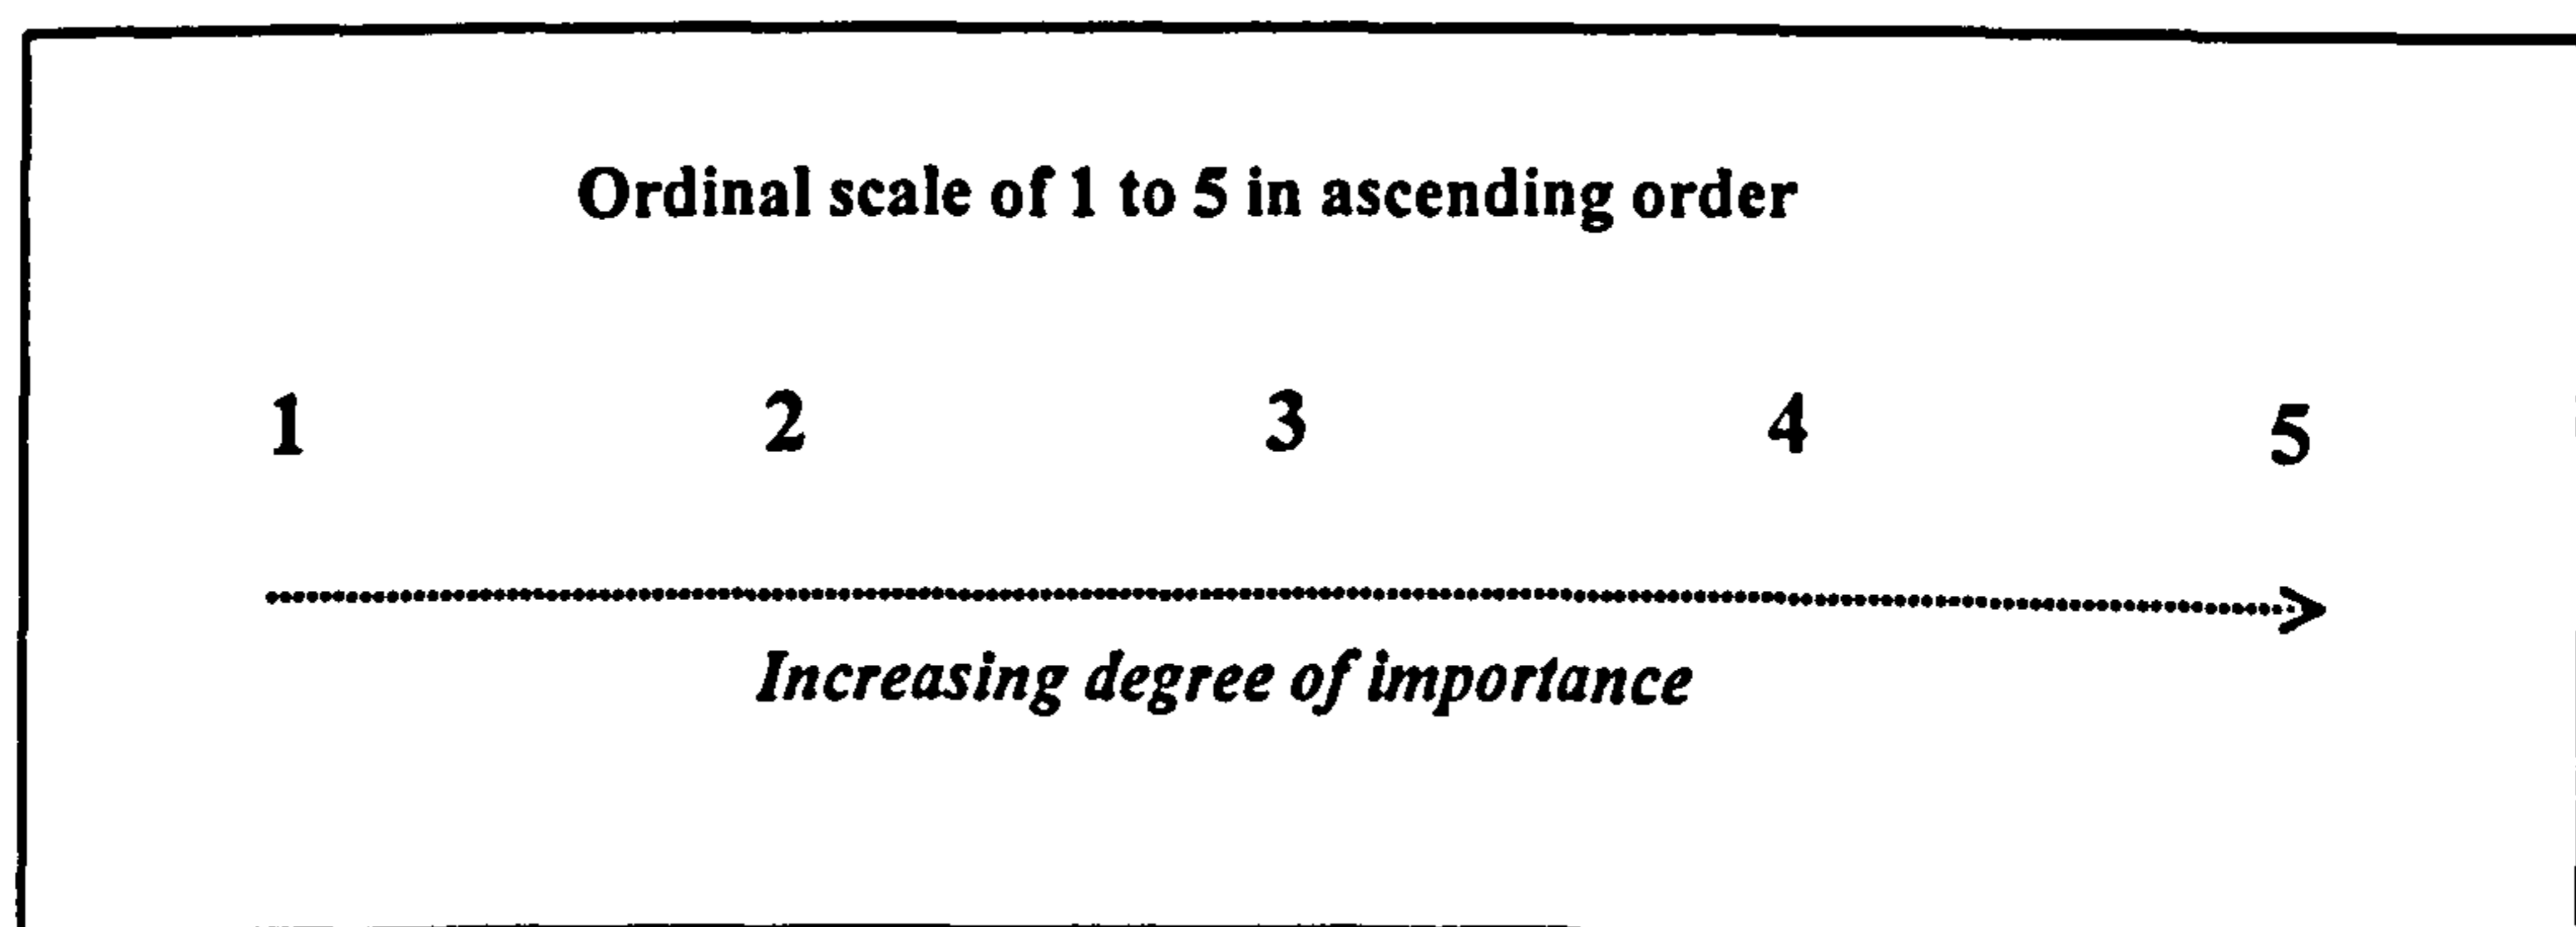 Ordinal scale of 1 to 5 in ascending order
1 2 3 4 5
Increasing degree of importance